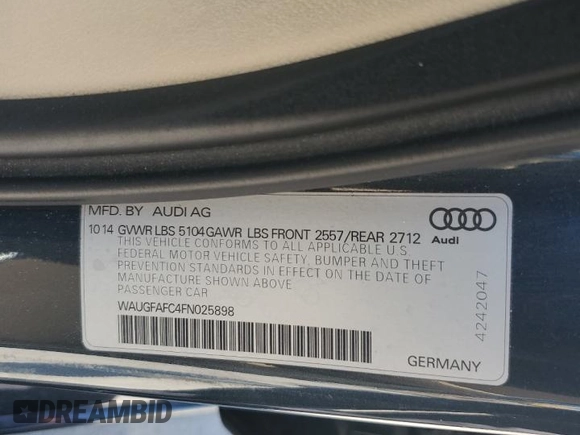 MFD. BY AUDI AG
10 14 GVWR LBS 5104 GAWR LBS FRONT 2557/REAR 2712
THIS VEHICLE CONFORMS TO ALL APPLICABLE U.S.
FEDERAL MOTOR VEHICLE SAFETY, BUMPER AND THEFT
PREVENTION STANDARDS IN EFFECT ON THE DATE OF
MANUFACTURE SHOWN ABOVE
PASSENGER CAR
WAUGFAFC4FN025898
Audi
4242047
GERMANY
DREAMBID